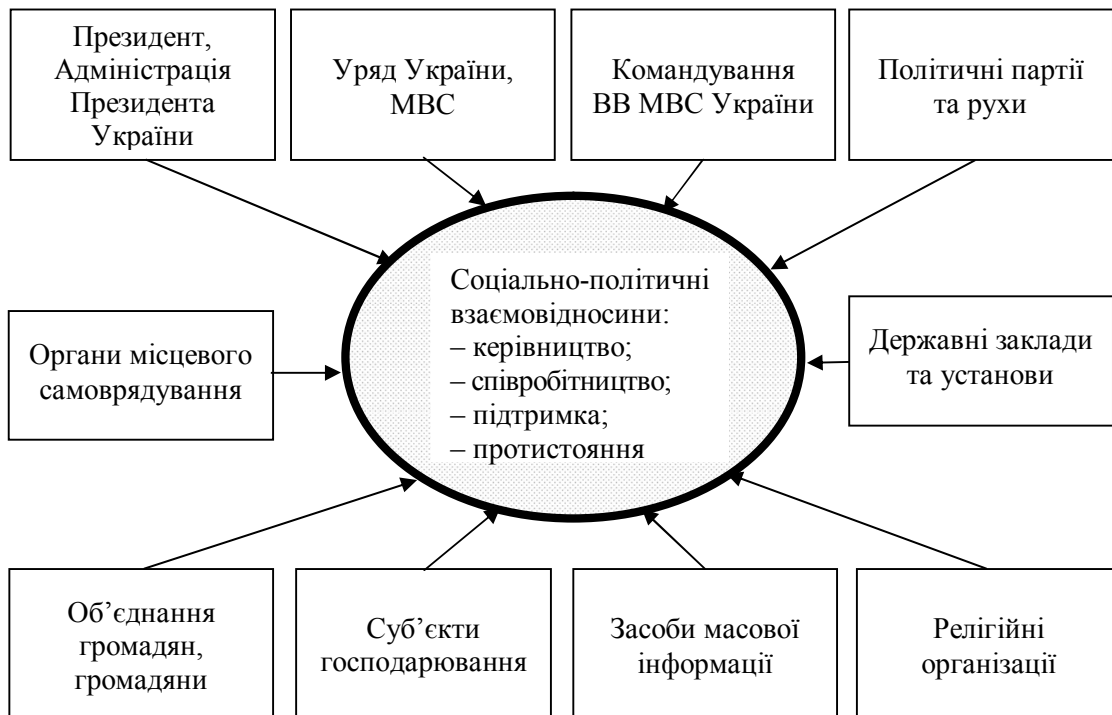 Президент,
Адміністрація
Президента
України
Уряд України,
МВС
Командування
ВВ МВС України
Політичні партії
та рухи
Соціально-політичні
взаємовідносини:
– керівництво;
– співробітництво;
– підтримка;
– протистояння
Органи місцевого
самоврядування
Державні заклади
та установи
Об’єднання
громадян,
громадяни
Суб’єкти
господарювання
Засоби масової
інформації
Релігійні
організації